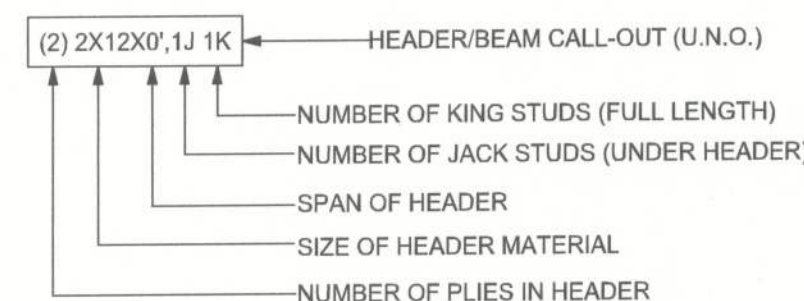 (2) 2X12X0',1J 1K HEADER/BEAM CALL-OUT (U.N.O.)
NUMBER OF KING STUDS (FULL LENGTH)
NUMBER OF JACK STUDS (UNDER HEADER)
SPAN OF HEADER
SIZE OF HEADER MATERIAL
NUMBER OF PLIES IN HEADER